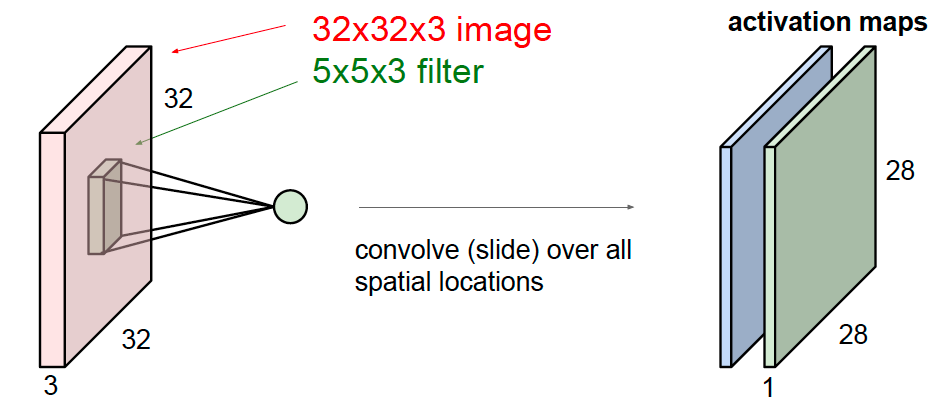 32x32x3 image
5x5x3 filter
32
32
3
convolve (slide) over all
spatial locations
activation maps
28
28
1